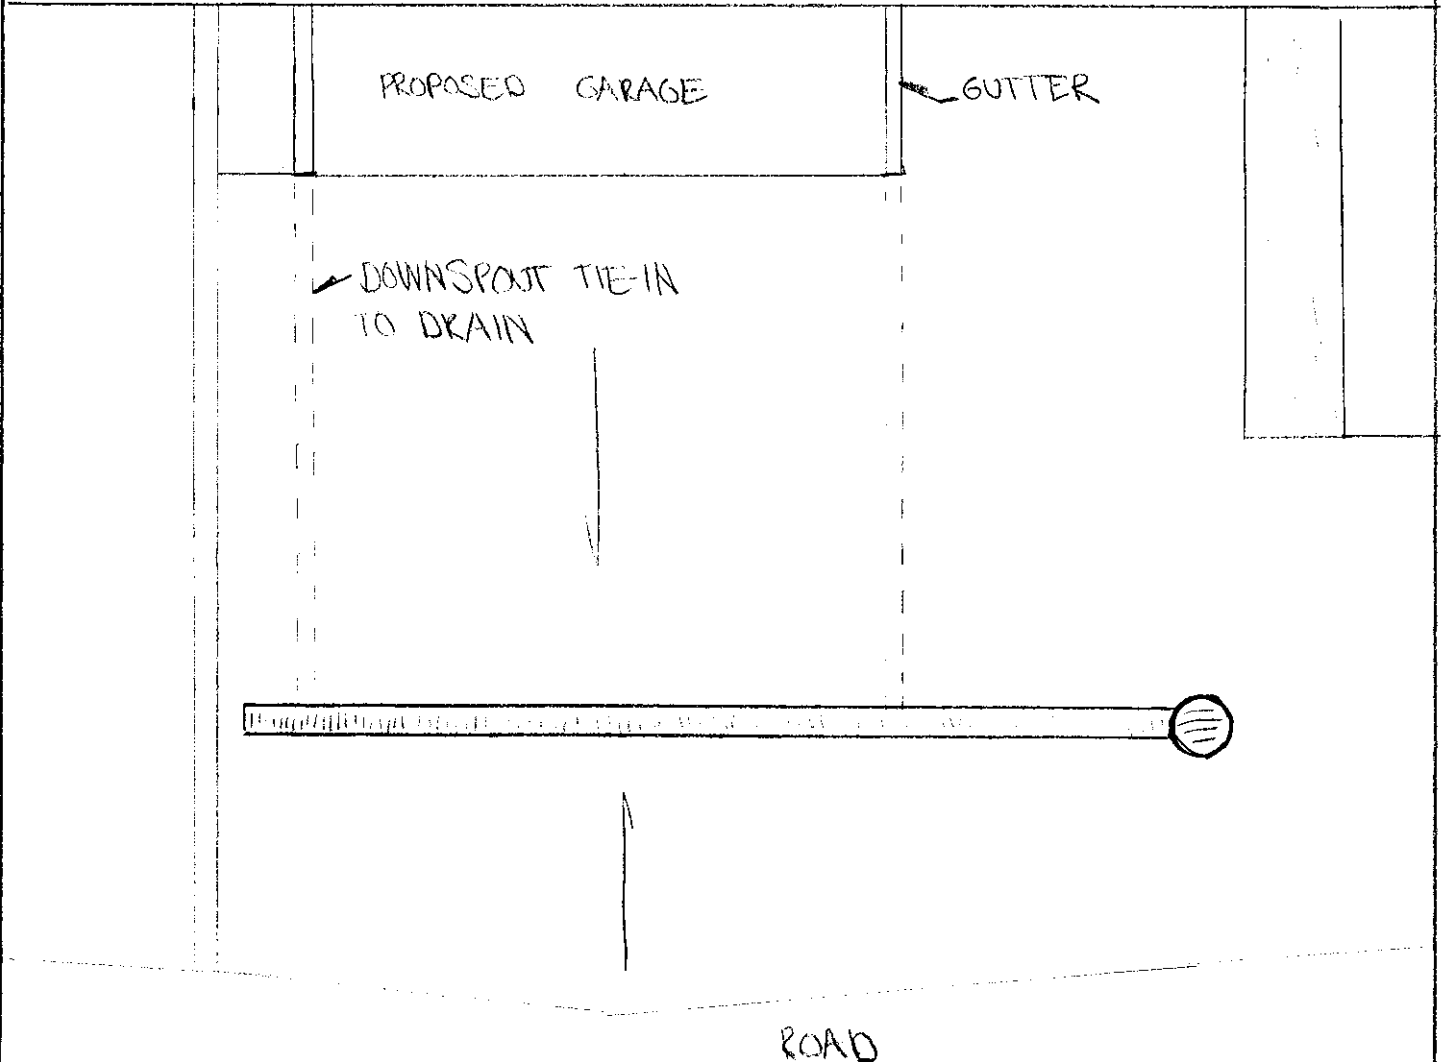 PROPOSED GARAGE
GUTTER
DOWNSPOUT TIE-IN
TO DRAIN
ROAD